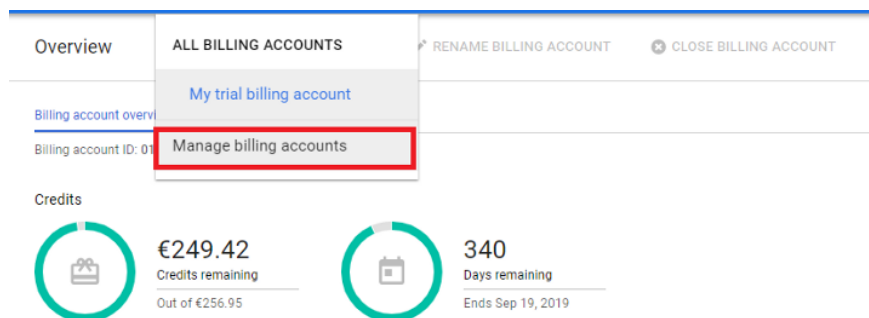 Overview
ALL BILLING ACCOUNTS
RENAME BILLING ACCOUNT
CLOSE BILLING ACCOUNT
My trial billing account
Billing account overvi
Manage billing accounts
Billing account ID: 01
Credits
€249.42
Credits remaining
Out of €256.95
340
Days remaining
Ends Sep 19, 2019